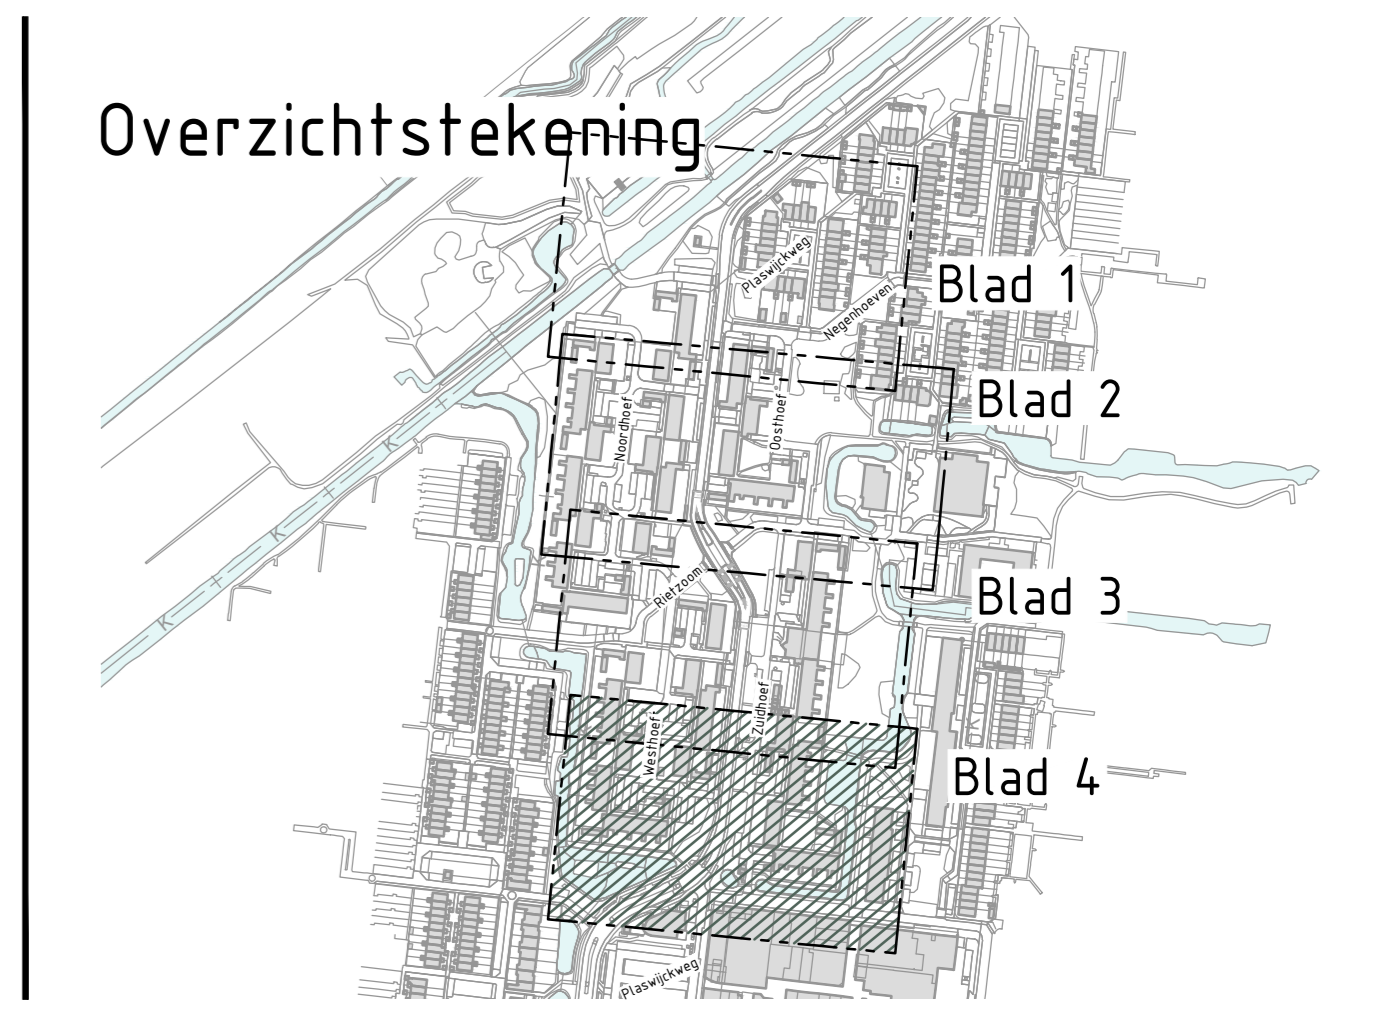 Overzichtstekening
Plaswijckweg
Blad 1
Negenhoeven
Blad 2
Noordhoef
Oosthoef
K
K
Rietzoom
Blad 3
K
Zuidhoef
Westhoef
Blad 4
Plaswijckweg